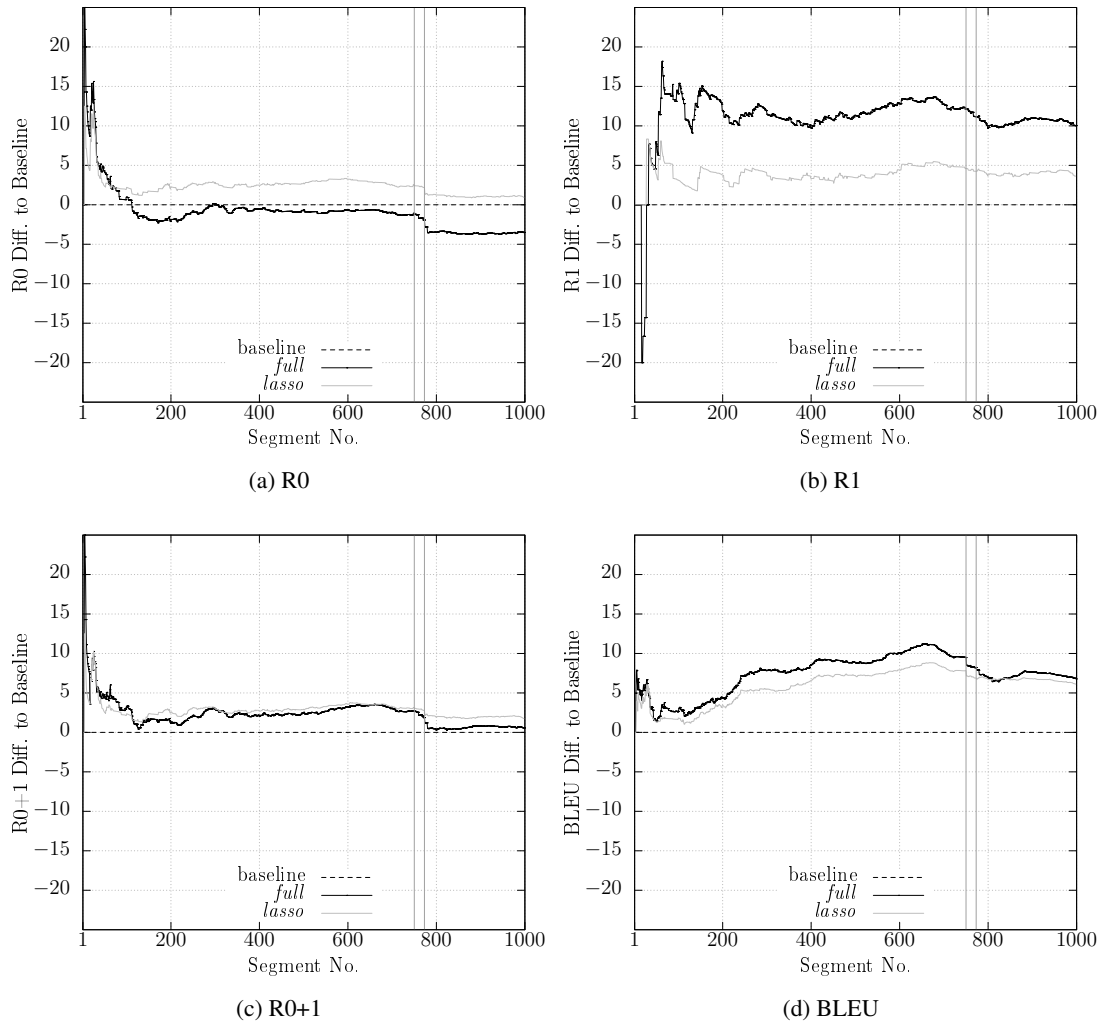 R0 Diff. to Baseline
20
15
10
5
0
−5
−10
−15
−20
baseline
full
lasso
1 200 400 600 800 1000
Segment No.
(a) R0
R1 Diff. to Baseline
20
15
10
5
0
−5
−10
−15
−20
baseline
full
lasso
1 200 400 600 800 1000
Segment No.
(b) R1
R0+1 Diff. to Baseline
20
15
10
5
0
−5
−10
−15
−20
baseline
full
lasso
1 200 400 600 800 1000
Segment No.
(c) R0+1
BLEU Diff. to Baseline
20
15
10
5
0
−5
−10
−15
−20
baseline
full
lasso
1 200 400 600 800 1000
Segment No.
(d) BLEU